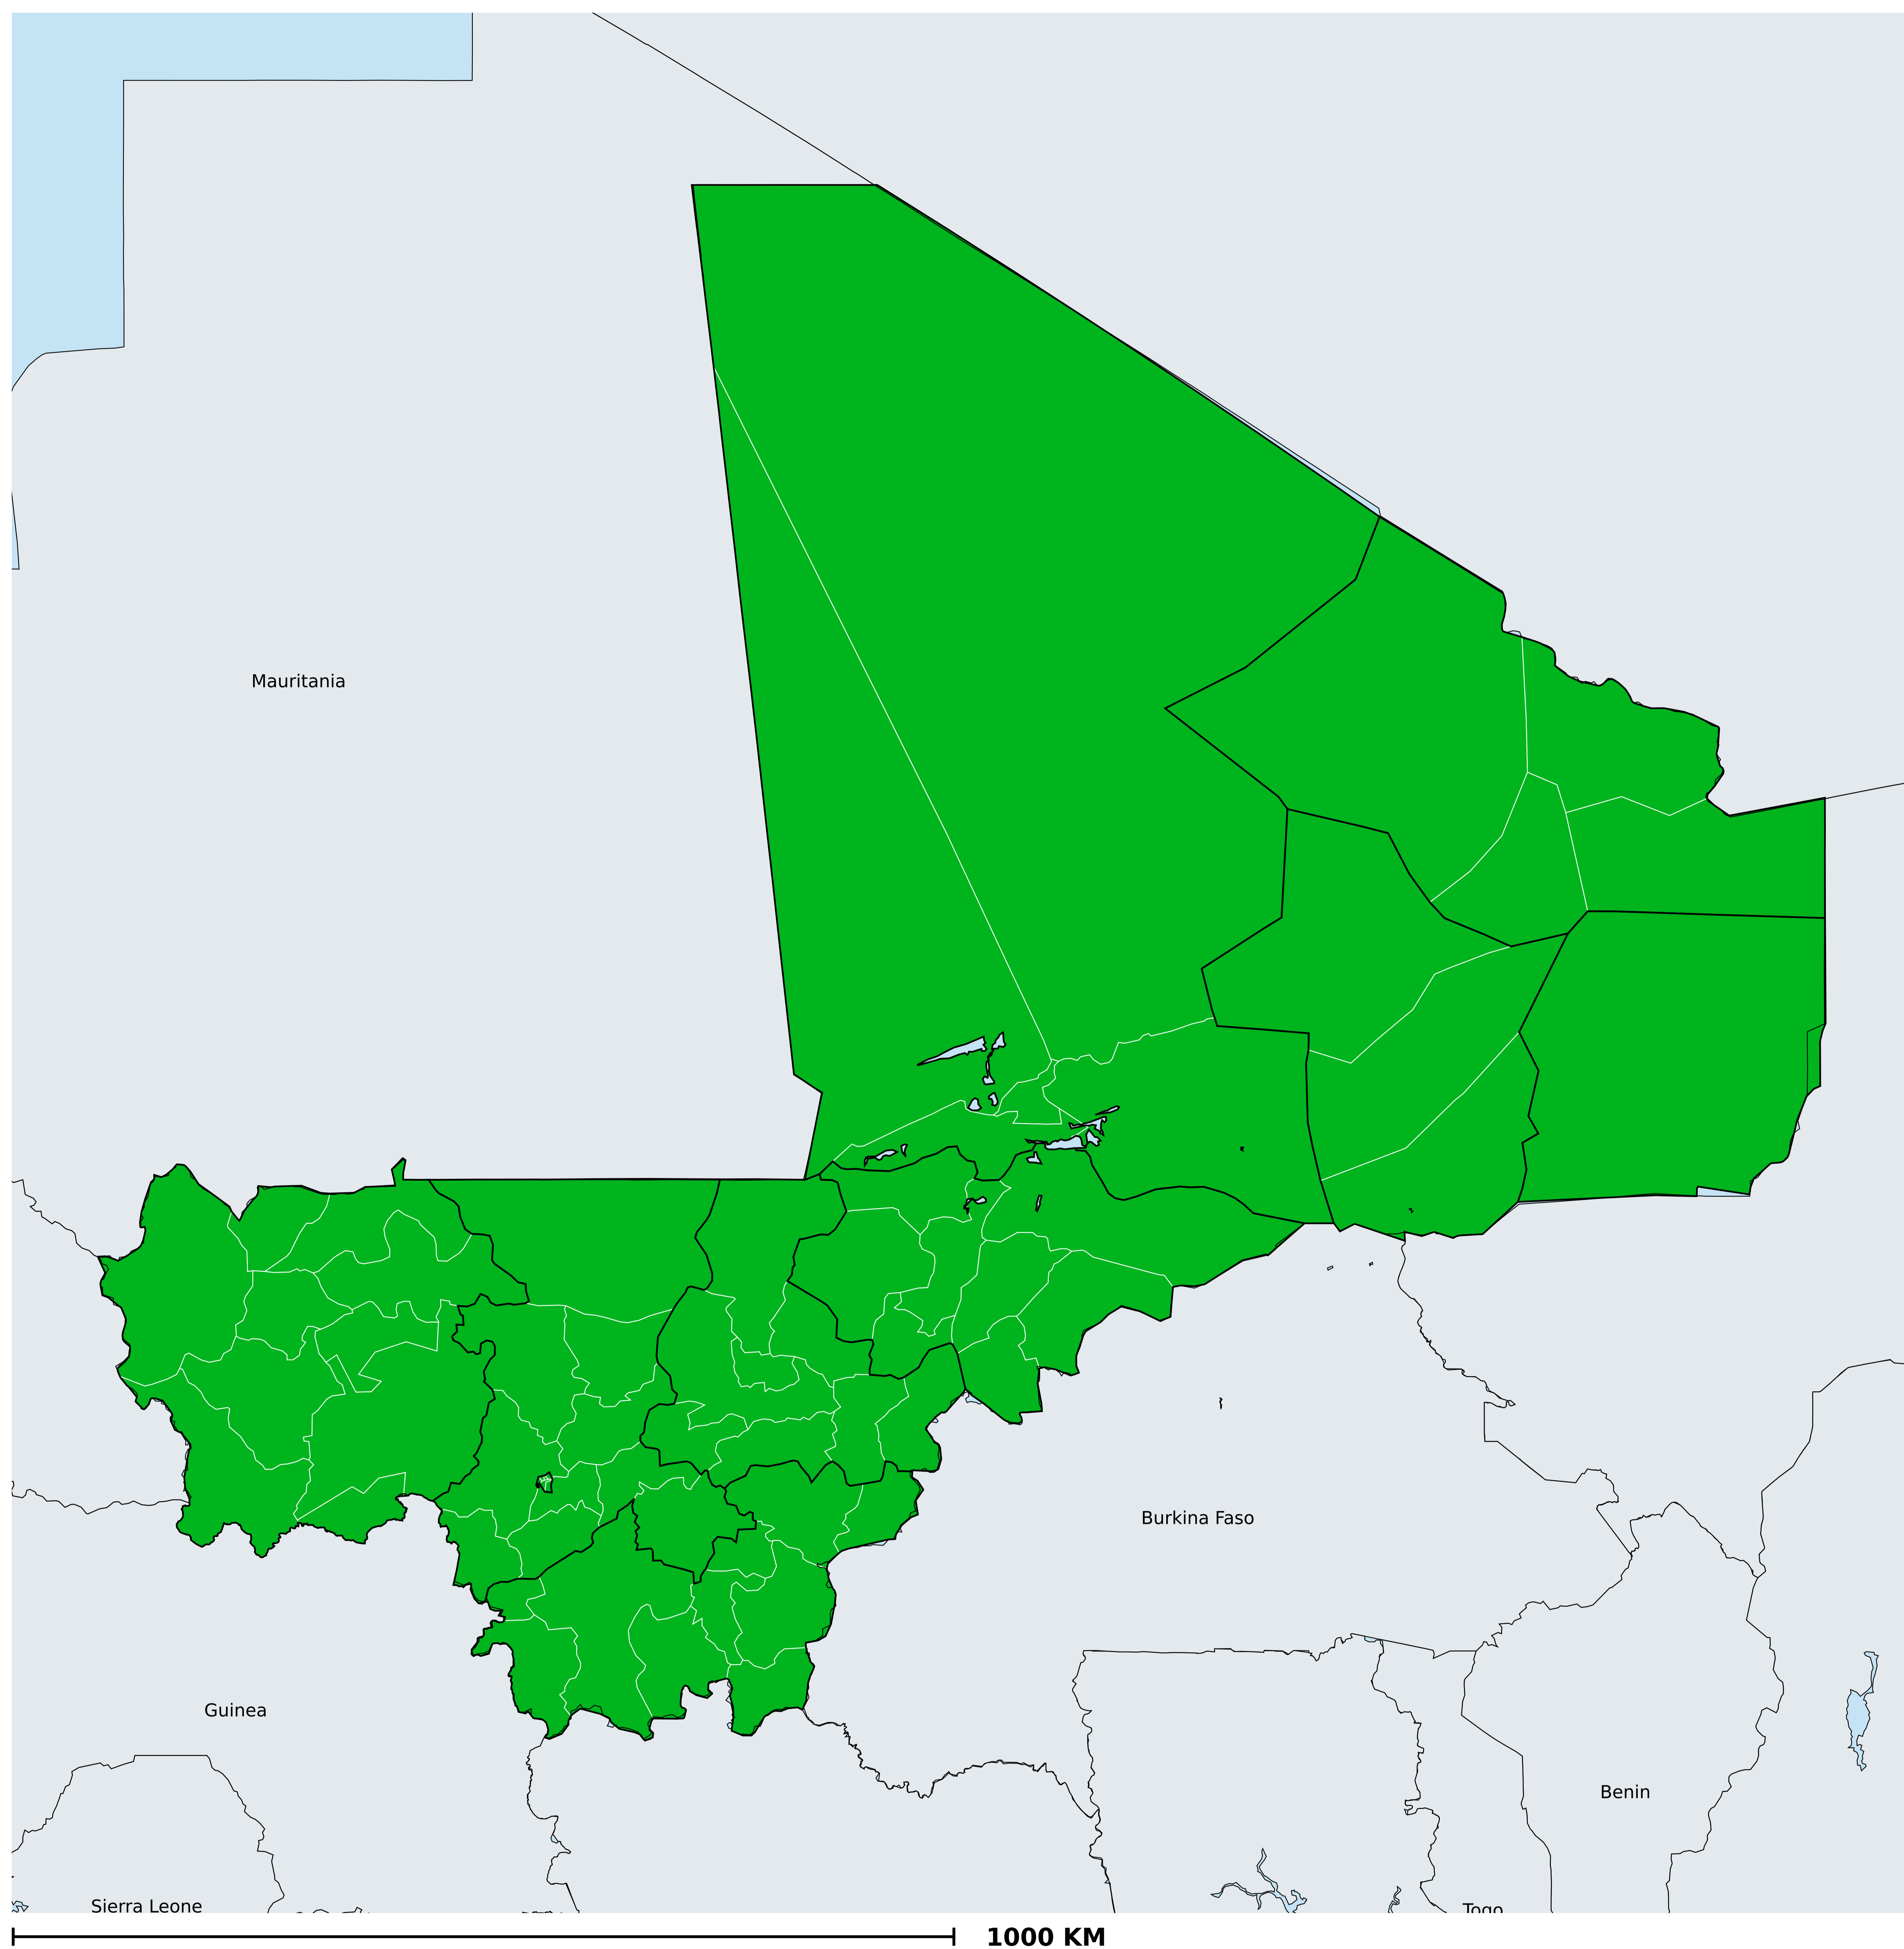 Mauritania
Burkina Faso
Guinea
Benin
Sierra Leone
Togo
1000 KM